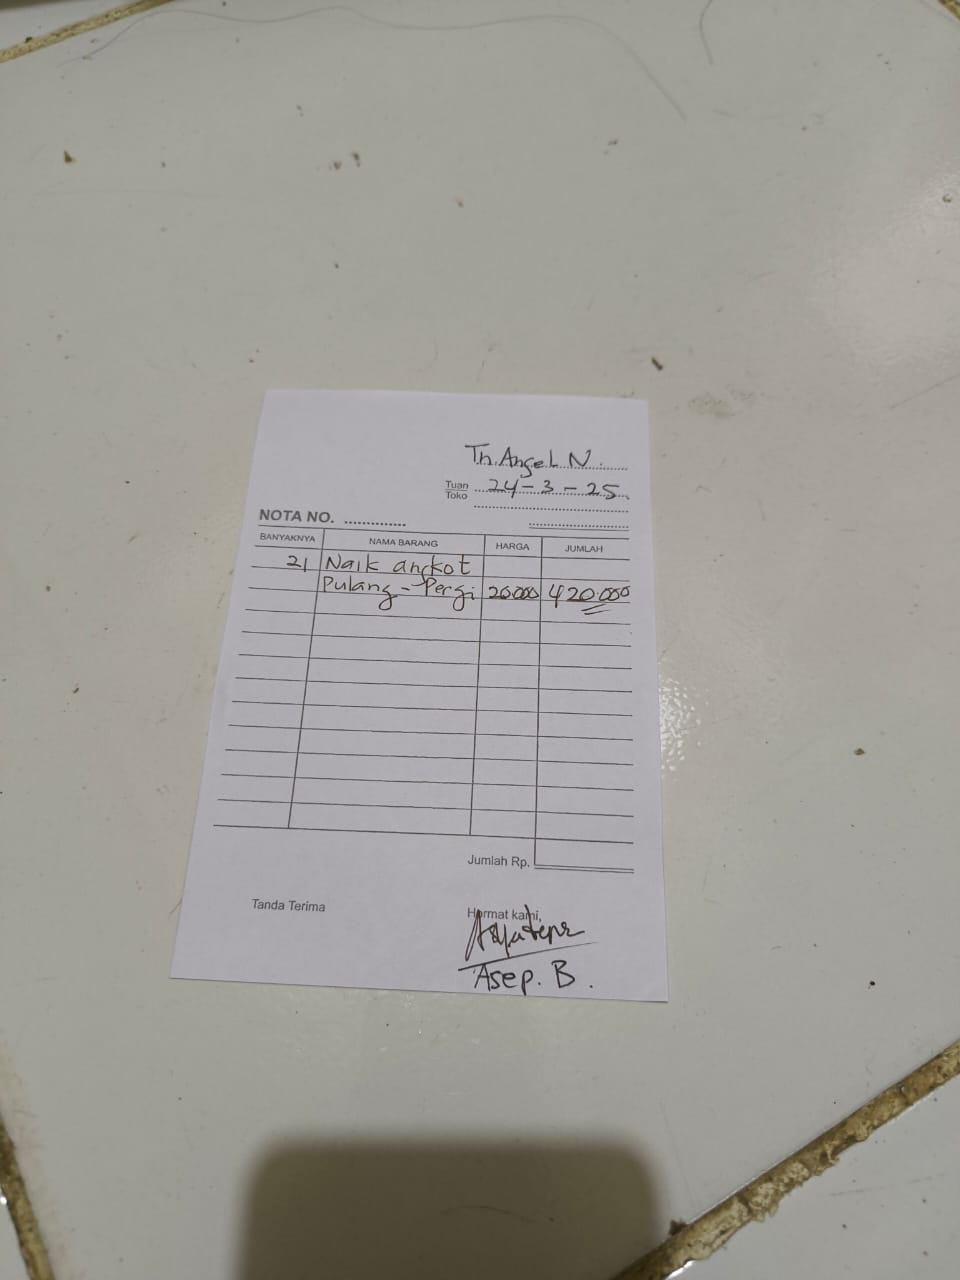 Tn. Angel N.
Tuan
Toko
24-3-25
NOTA NO.
BANYAKNYA NAMA BARANG HARGA JUMLAH
21 Naik angkot
Pulang - Pergi 20.000 420.000
Jumlah Rp.
Tanda Terima Hormat kami,
Asep. B.